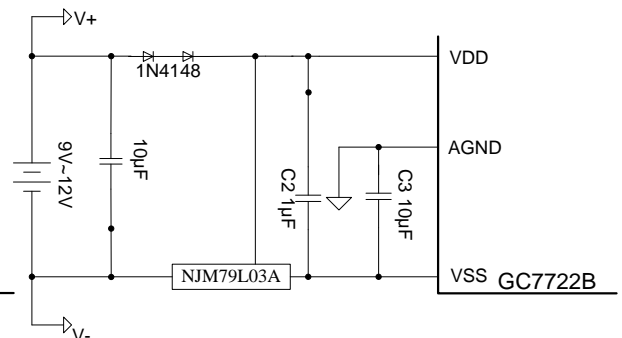 V+
1N4148
VDD
AGND
9V~12V
10μF
C2 1μF
C3 10μF
NJM79L03A
VSS
GC7722B
V-